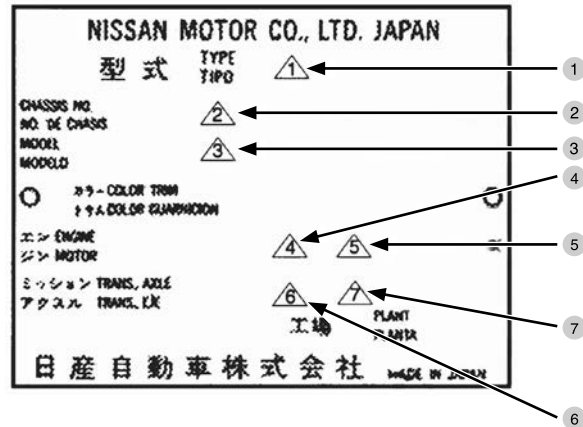 NISSAN MOTOR CO., LTD. JAPAN
型式 TYPE TIPO 1 1
CHASSIS NO. 2 2
NO. DE CHASIS
MODEL 3 3
MODELO
4
カラー COLOR TRIM
トリム COLOR GUARNICION
エン ENGINE 4 5 5
ジン MOTOR
ミッション TRANS, AXLE 6 7
アクスル TRANS,
工場 PLANT 7
PLANTA
日産自動車株式会社 MADE IN JAPAN
6